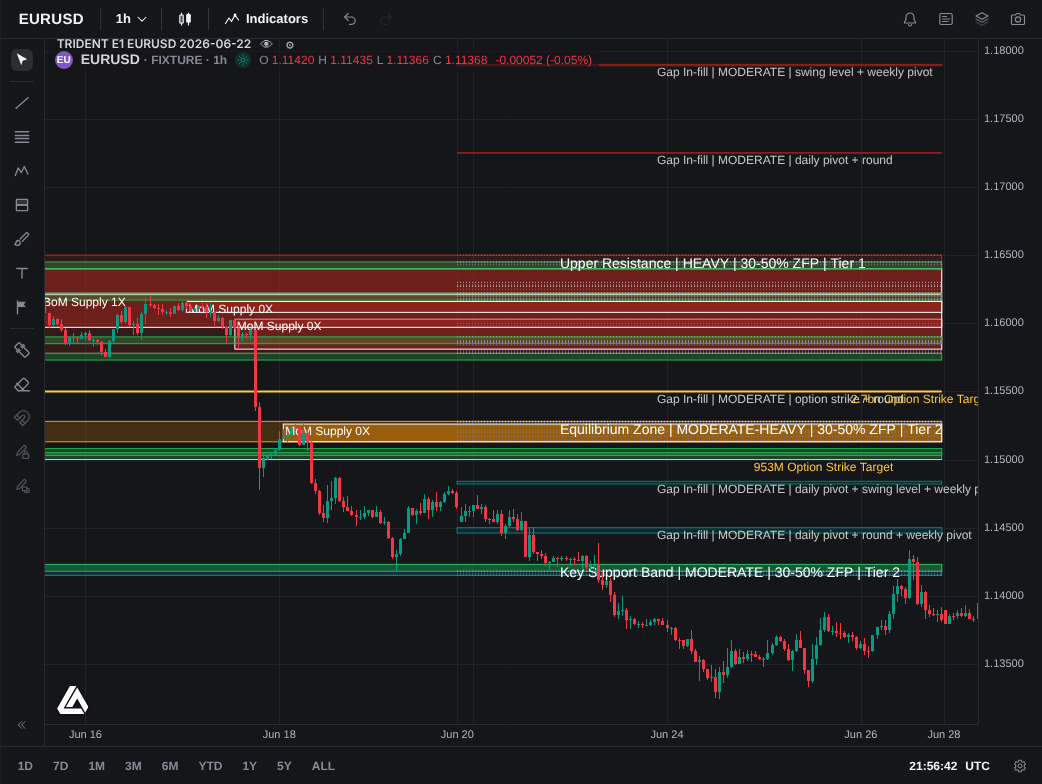 EURUSD 1h Indicators
TRIDENT E1 EURUSD 2026-06-22
EU EURUSD · FIXTURE · 1h O 1.11420 H 1.11435 L 1.11366 C 1.11368 -0.00052 (-0.05%)
1.18000
Gap In-fill | MODERATE | swing level + weekly pivot
1.17500
Gap In-fill | MODERATE | daily pivot + round
1.17000
1.16500
Upper Resistance | HEAVY | 30-50% ZFP | Tier 1
BoM Supply 1X
MoM Supply 0X
1.16000
MoM Supply 0X
1.15500
Gap In-fill | MODERATE | option strike + round
2.7bn Option Strike Targ
MoM Supply 0X
Equilibrium Zone | MODERATE-HEAVY | 30-50% ZFP | Tier 2
1.15000
953M Option Strike Target
Gap In-fill | MODERATE | daily pivot + swing level + weekly p
1.14500
Gap In-fill | MODERATE | daily pivot + round + weekly pivot
Key Support Band | MODERATE | 30-50% ZFP | Tier 2
1.14000
1.13500
Jun 16 Jun 18 Jun 20 Jun 24 Jun 26 Jun 28
1D 7D 1M 3M 6M YTD 1Y 5Y ALL 21:56:42 UTC